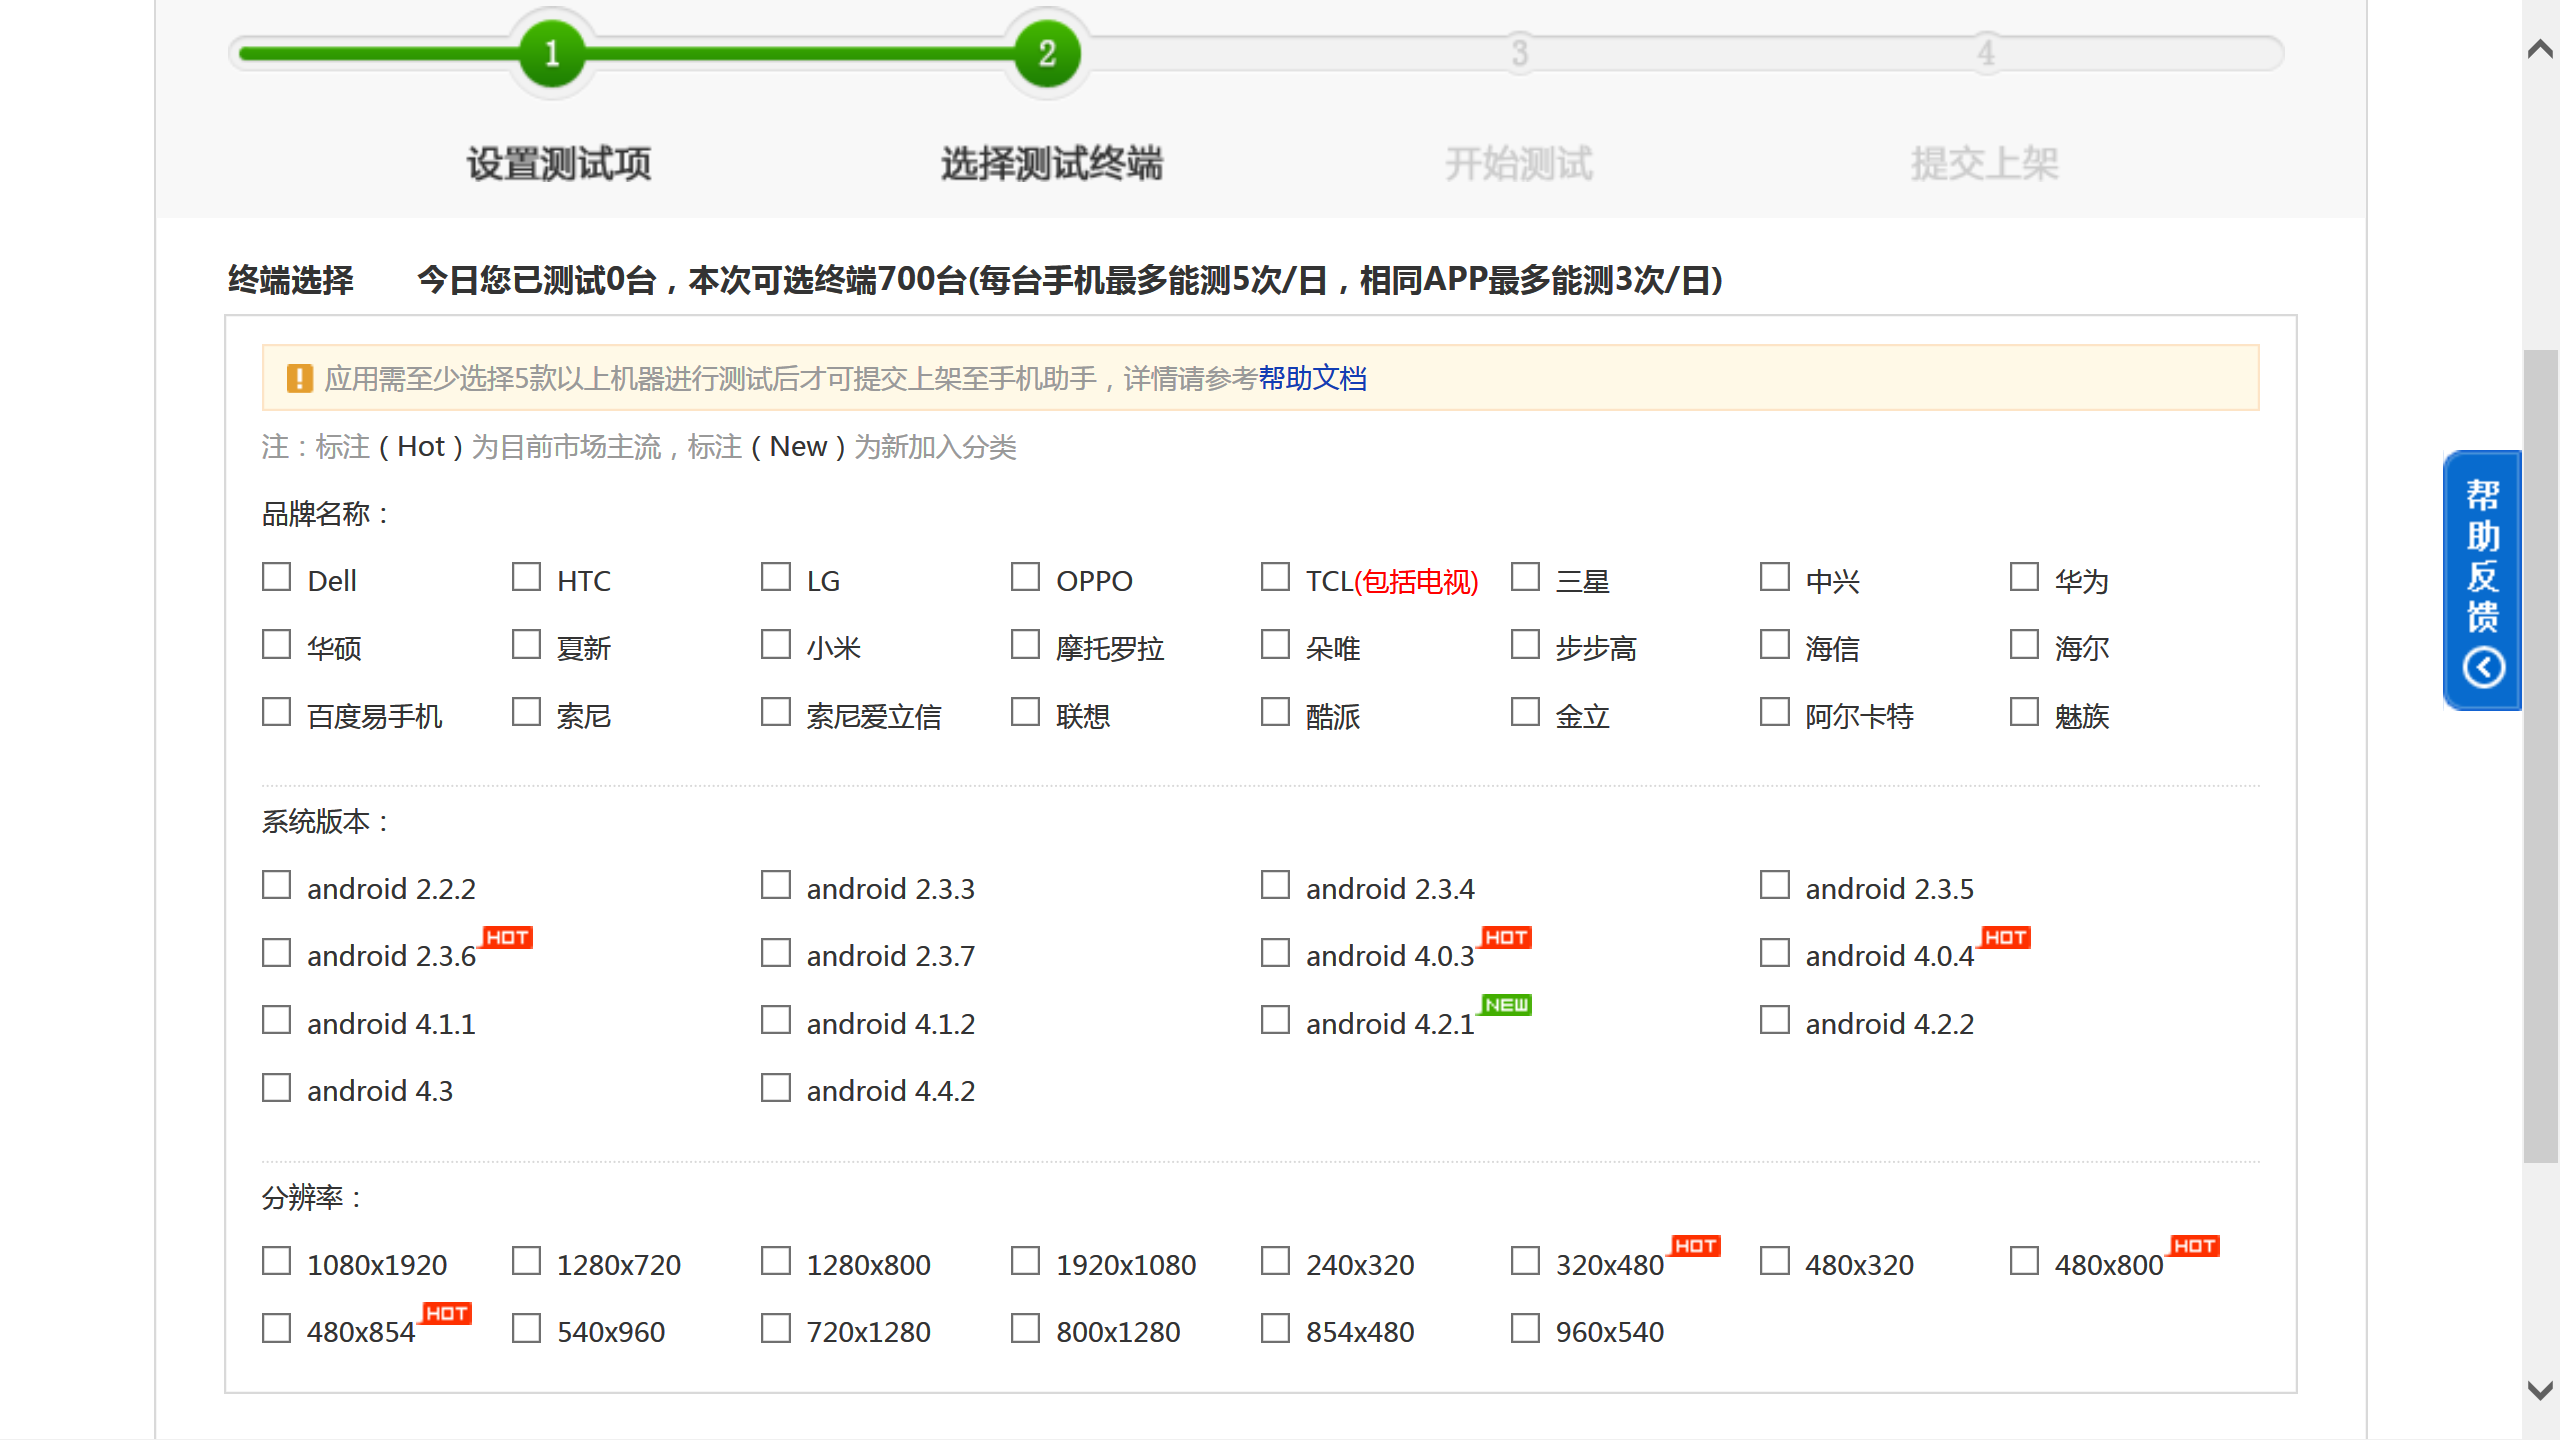 1 2 3 4
设置测试项 选择测试终端 开始测试 提交上架
终端选择 今日您已测试0台，本次可选终端700台(每台手机最多能测5次/日，相同APP最多能测3次/日)
应用需至少选择5款以上机器进行测试后才可提交上架至手机助手，详情请参考帮助文档
注：标注（Hot）为目前市场主流，标注（New）为新加入分类
品牌名称：
Dell HTC LG OPPO TCL(包括电视) 三星 中兴 华为
华硕 夏新 小米 摩托罗拉 朵唯 步步高 海信 海尔
百度易手机 索尼 索尼爱立信 联想 酷派 金立 阿尔卡特 魅族
系统版本：
android 2.2.2 android 2.3.3 android 2.3.4 android 2.3.5
android 2.3.6 HOT android 2.3.7 android 4.0.3 HOT android 4.0.4 HOT
android 4.1.1 android 4.1.2 android 4.2.1 NEW android 4.2.2
android 4.3 android 4.4.2
分辨率：
1080x1920 1280x720 1280x800 1920x1080 240x320 320x480 HOT 480x320 480x800 HOT
480x854 HOT 540x960 720x1280 800x1280 854x480 960x540
帮助反馈